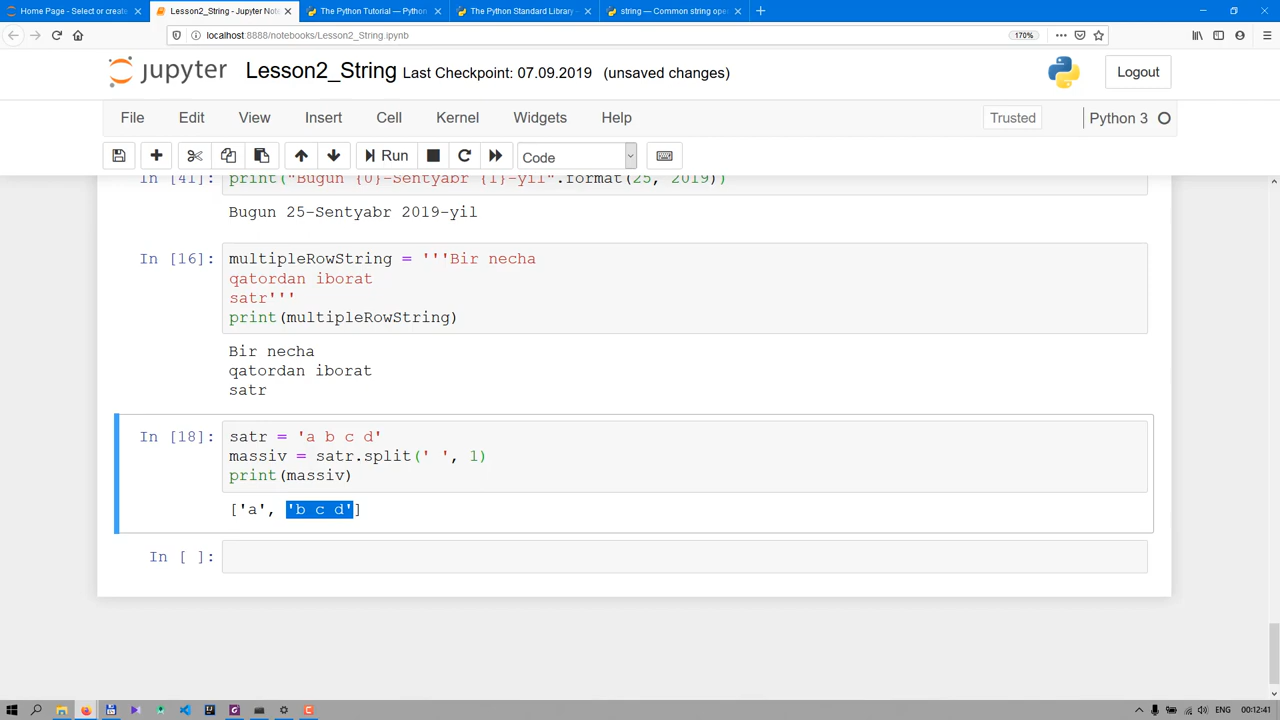 Home Page - Select or create
Lesson2_String - Jupyter Not
The Python Tutorial — Python
The Python Standard Library -
string — Common string ope
localhost:8888/notebooks/Lesson2_String.ipynb
170%
jupyter Lesson2_String Last Checkpoint: 07.09.2019 (unsaved changes)
Logout
File Edit View Insert Cell Kernel Widgets Help
Trusted Python 3
Run Code
In [41]: print("Bugun {0}-Sentyabr {1}-yil".format(25, 2019))
Bugun 25-Sentyabr 2019-yil
In [16]: multipleRowString = '''Bir necha
qatordan iborat
satr'''
print(multipleRowString)
Bir necha
qatordan iborat
satr
In [18]: satr = 'a b c d'
massiv = satr.split(' ', 1)
print(massiv)
['a', 'b c d']
In [ ]:
ENG 00:12:41